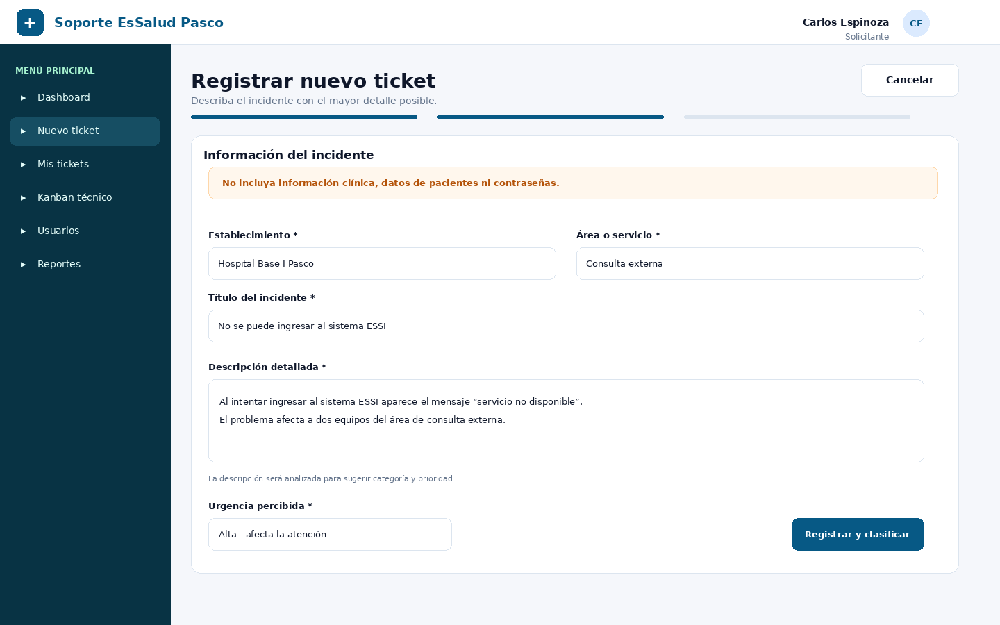 + Soporte EsSalud Pasco
Carlos Espinoza
Solicitante
CE
MENÚ PRINCIPAL
▸ Dashboard
▸ Nuevo ticket
▸ Mis tickets
▸ Kanban técnico
▸ Usuarios
▸ Reportes
Registrar nuevo ticket
Cancelar
Describa el incidente con el mayor detalle posible.
Información del incidente
No incluya información clínica, datos de pacientes ni contraseñas.
Establecimiento *
Hospital Base I Pasco
Área o servicio *
Consulta externa
Título del incidente *
No se puede ingresar al sistema ESSI
Descripción detallada *
Al intentar ingresar al sistema ESSI aparece el mensaje “servicio no disponible”.
El problema afecta a dos equipos del área de consulta externa.
La descripción será analizada para sugerir categoría y prioridad.
Urgencia percibida *
Alta - afecta la atención
Registrar y clasificar